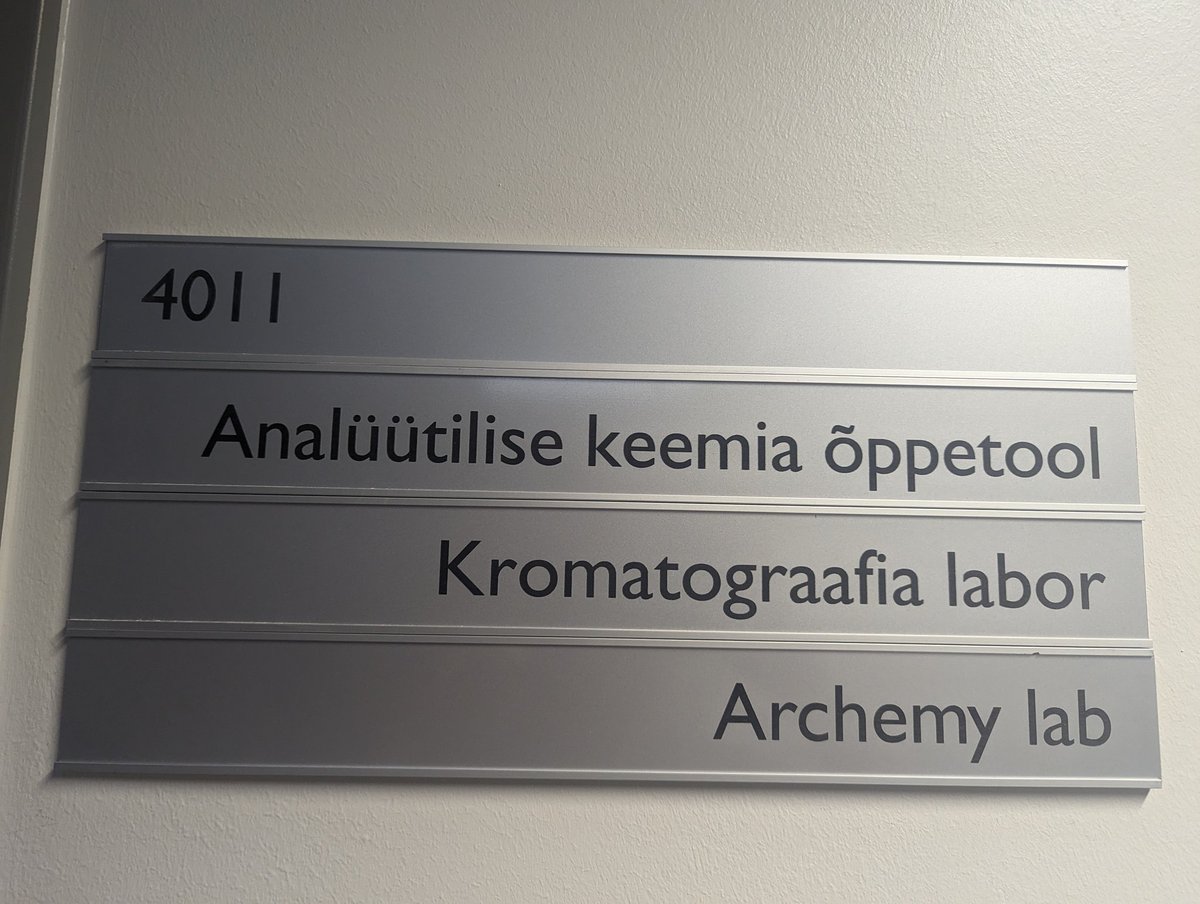 4011
Analüütilise keemia õppetool
Kromatograafia labor
Archemy lab